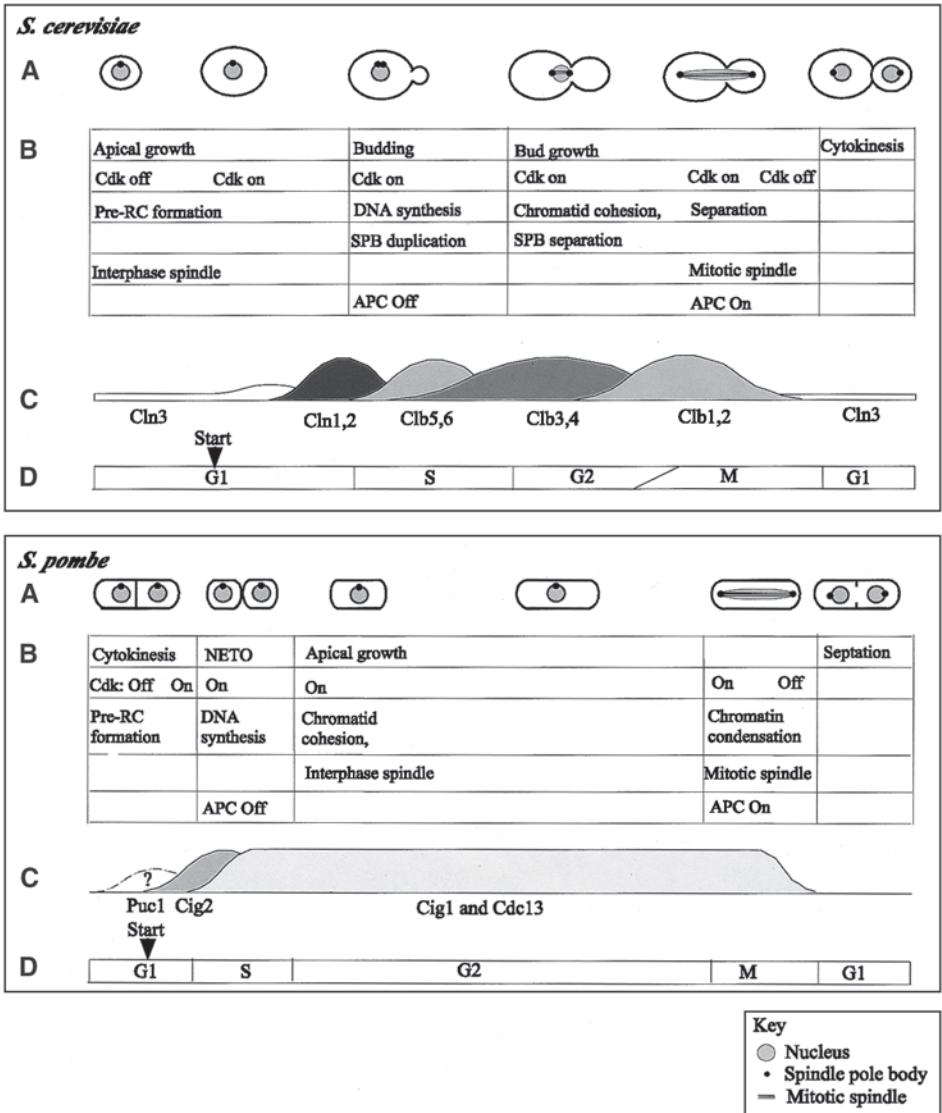 S. cerevisiae
A
B
Apical growth Budding Bud growth Cytokinesis
Cdk off Cdk on Cdk on Cdk on Cdk on Cdk off
Pre-RC formation DNA synthesis Chromatid cohesion, Separation
SPB duplication SPB separation
Interphase spindle Mitotic spindle
APC Off APC On
C
Cln3 Cln1,2 Clb5,6 Clb3,4 Clb1,2 Cln3
Start
D G1 S G2 M G1
S. pombe
A
B
Cytokinesis NETO Apical growth Septation
Cdk: Off On On On On Off
Pre-RC DNA Chromatid Chromatin
formation synthesis cohesion, condensation
Interphase spindle Mitotic spindle
APC Off APC On
C ?
Puc1 Cig2 Cig1 and Cdc13
Start
D G1 S G2 M G1
Key
Nucleus
Spindle pole body
Mitotic spindle